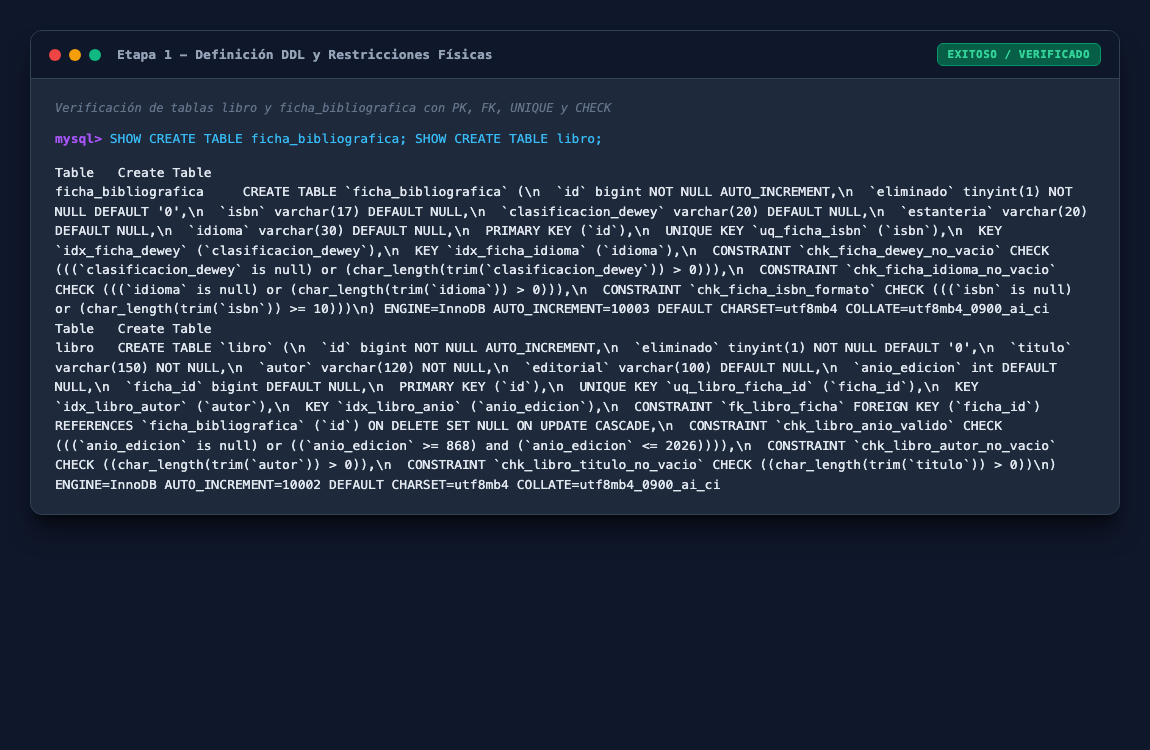 Etapa 1 — Definición DDL y Restricciones Físicas
EXITOSO / VERIFICADO
Verificación de tablas libro y ficha_bibliografica con PK, FK, UNIQUE y CHECK
mysql> SHOW CREATE TABLE ficha_bibliografica; SHOW CREATE TABLE libro;
Table   Create Table
ficha_bibliografica     CREATE TABLE `ficha_bibliografica` (\n  `id` bigint NOT NULL AUTO_INCREMENT,\n  `eliminado` tinyint(1) NOT
NULL DEFAULT '0',\n  `isbn` varchar(17) DEFAULT NULL,\n  `clasificacion_dewey` varchar(20) DEFAULT NULL,\n  `estanteria` varchar(20)
DEFAULT NULL,\n  `idioma` varchar(30) DEFAULT NULL,\n  PRIMARY KEY (`id`),\n  UNIQUE KEY `uq_ficha_isbn` (`isbn`),\n  KEY
`idx_ficha_dewey` (`clasificacion_dewey`),\n  KEY `idx_ficha_idioma` (`idioma`),\n  CONSTRAINT `chk_ficha_dewey_no_vacio` CHECK
(((`clasificacion_dewey` is null) or (char_length(trim(`clasificacion_dewey`)) > 0))),\n  CONSTRAINT `chk_ficha_idioma_no_vacio`
CHECK (((`idioma` is null) or (char_length(trim(`idioma`)) > 0))),\n  CONSTRAINT `chk_ficha_isbn_formato` CHECK (((`isbn` is null)
or (char_length(trim(`isbn`)) >= 10)))\n) ENGINE=InnoDB AUTO_INCREMENT=10003 DEFAULT CHARSET=utf8mb4 COLLATE=utf8mb4_0900_ai_ci
Table   Create Table
libro   CREATE TABLE `libro` (\n  `id` bigint NOT NULL AUTO_INCREMENT,\n  `eliminado` tinyint(1) NOT NULL DEFAULT '0',\n  `titulo`
varchar(150) NOT NULL,\n  `autor` varchar(120) NOT NULL,\n  `editorial` varchar(100) DEFAULT NULL,\n  `anio_edicion` int DEFAULT
NULL,\n  `ficha_id` bigint DEFAULT NULL,\n  PRIMARY KEY (`id`),\n  UNIQUE KEY `uq_libro_ficha_id` (`ficha_id`),\n  KEY
`idx_libro_autor` (`autor`),\n  KEY `idx_libro_anio` (`anio_edicion`),\n  CONSTRAINT `fk_libro_ficha` FOREIGN KEY (`ficha_id`)
REFERENCES `ficha_bibliografica` (`id`) ON DELETE SET NULL ON UPDATE CASCADE,\n  CONSTRAINT `chk_libro_anio_valido` CHECK
(((`anio_edicion` is null) or ((`anio_edicion` >= 868) and (`anio_edicion` <= 2026)))),\n  CONSTRAINT `chk_libro_autor_no_vacio`
CHECK ((char_length(trim(`autor`)) > 0)),\n  CONSTRAINT `chk_libro_titulo_no_vacio` CHECK ((char_length(trim(`titulo`)) > 0))\n)
ENGINE=InnoDB AUTO_INCREMENT=10002 DEFAULT CHARSET=utf8mb4 COLLATE=utf8mb4_0900_ai_ci